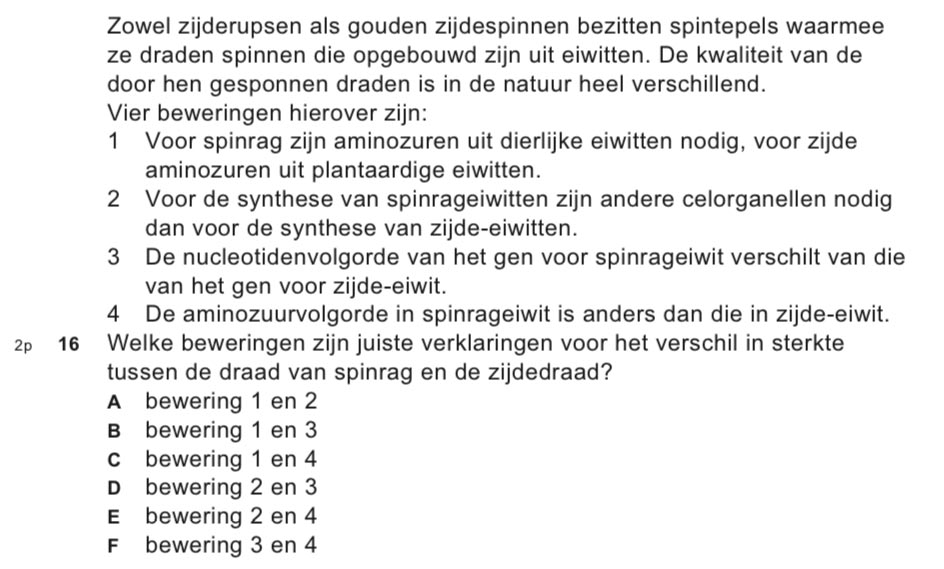 Zowel zijderupsen als gouden zijdespinnen bezitten spintepels waarmee
ze draden spinnen die opgebouwd zijn uit eiwitten. De kwaliteit van de
door hen gesponnen draden is in de natuur heel verschillend.
Vier beweringen hierover zijn:
1 Voor spinrag zijn aminozuren uit dierlijke eiwitten nodig, voor zijde
aminozuren uit plantaardige eiwitten.
2 Voor de synthese van spinrageiwitten zijn andere celorganellen nodig
dan voor de synthese van zijde-eiwitten.
3 De nucleotidenvolgorde van het gen voor spinrageiwit verschilt van die
van het gen voor zijde-eiwit.
4 De aminozuurvolgorde in spinrageiwit is anders dan die in zijde-eiwit.
2p 16 Welke beweringen zijn juiste verklaringen voor het verschil in sterkte
tussen de draad van spinrag en de zijdedraad?
A bewering 1 en 2
B bewering 1 en 3
C bewering 1 en 4
D bewering 2 en 3
E bewering 2 en 4
F bewering 3 en 4